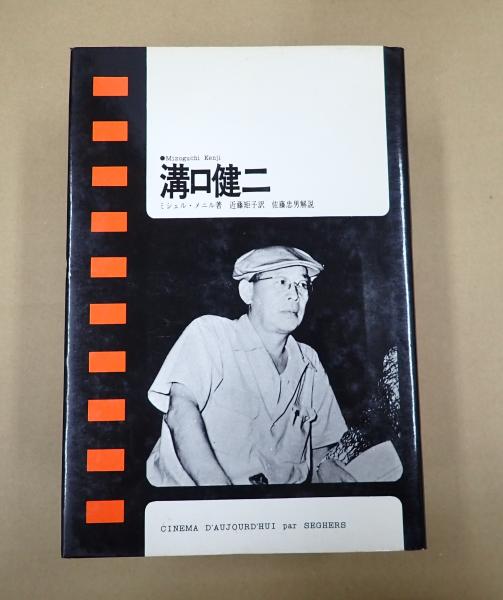 ●Mizoguchi Kenji
溝口健二
ミシェル・メニル著 近藤矩子訳 佐藤忠男解説
CINEMA D'AUJOURD'HUI par SEGHERS